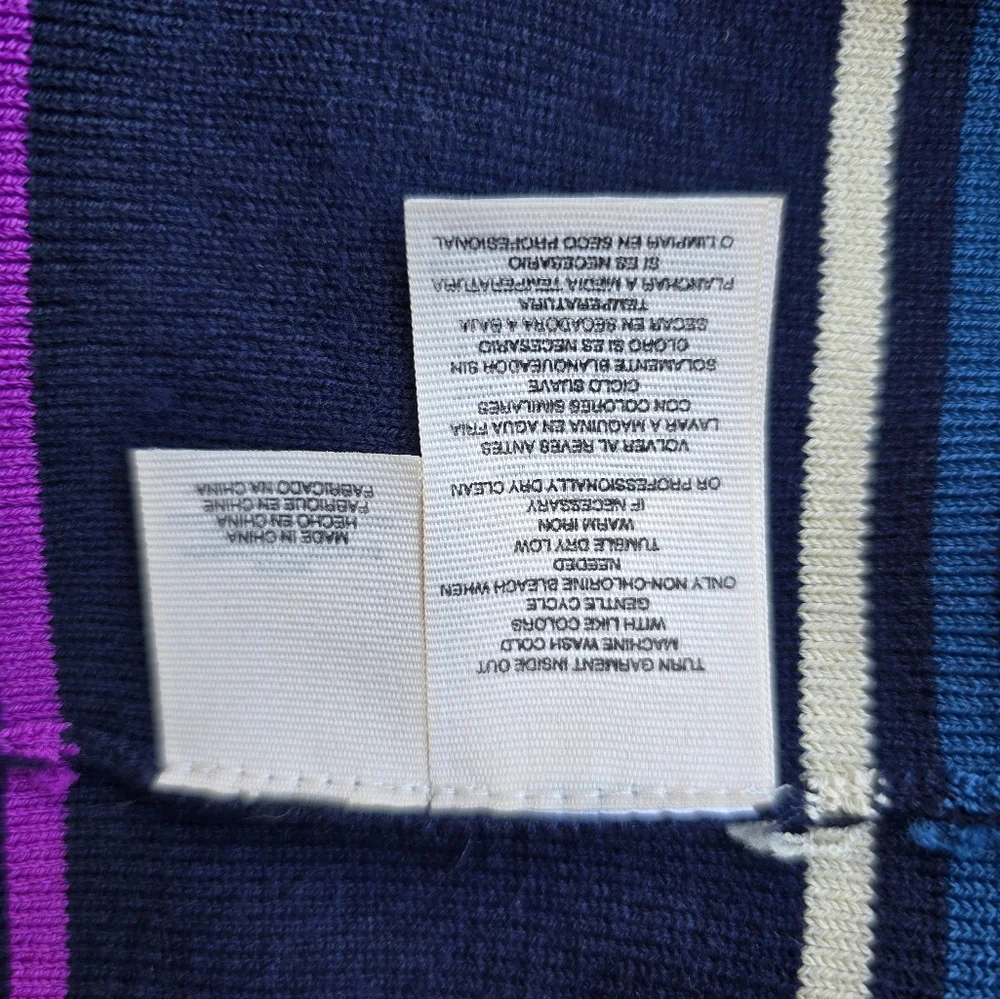 TURN GARMENT INSIDE OUT
MACHINE WASH COLD
WITH LIKE COLORS
GENTLE CYCLE
ONLY NON-CHLORINE BLEACH WHEN
NEEDED
TUMBLE DRY LOW
WARM IRON
IF NECESSARY
OR PROFESSIONALLY DRY CLEAN
VOLVER AL REVES ANTES
LAVAR A MAQUINA EN AGUA FRIA
CON COLORES SIMILARES
CICLO SUAVE
SOLAMENTE BLANQUEADOR SIN
CLORO SI ES NECESARIO
SECAR EN SECADORA A BAJA
TEMPERATURA
PLANCHAR A MEDIA TEMPERATURA
SI ES NECESARIO
O LIMPIAR EN SECO PROFESIONAL
MADE IN CHINA
HECHO EN CHINA
FABRIQUE EN CHINE
FABRICADO NA CHINA